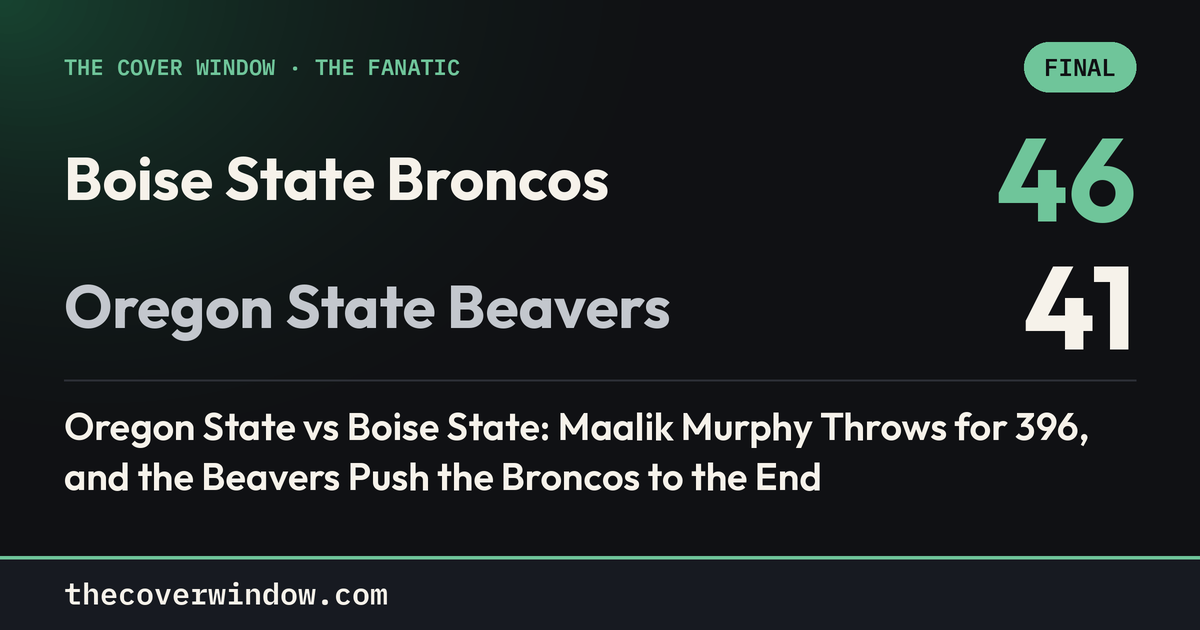 THE COVER WINDOW · THE FANATIC
FINAL
Boise State Broncos 46
Oregon State Beavers 41
Oregon State vs Boise State: Maalik Murphy Throws for 396,
and the Beavers Push the Broncos to the End
thecoverwindow.com